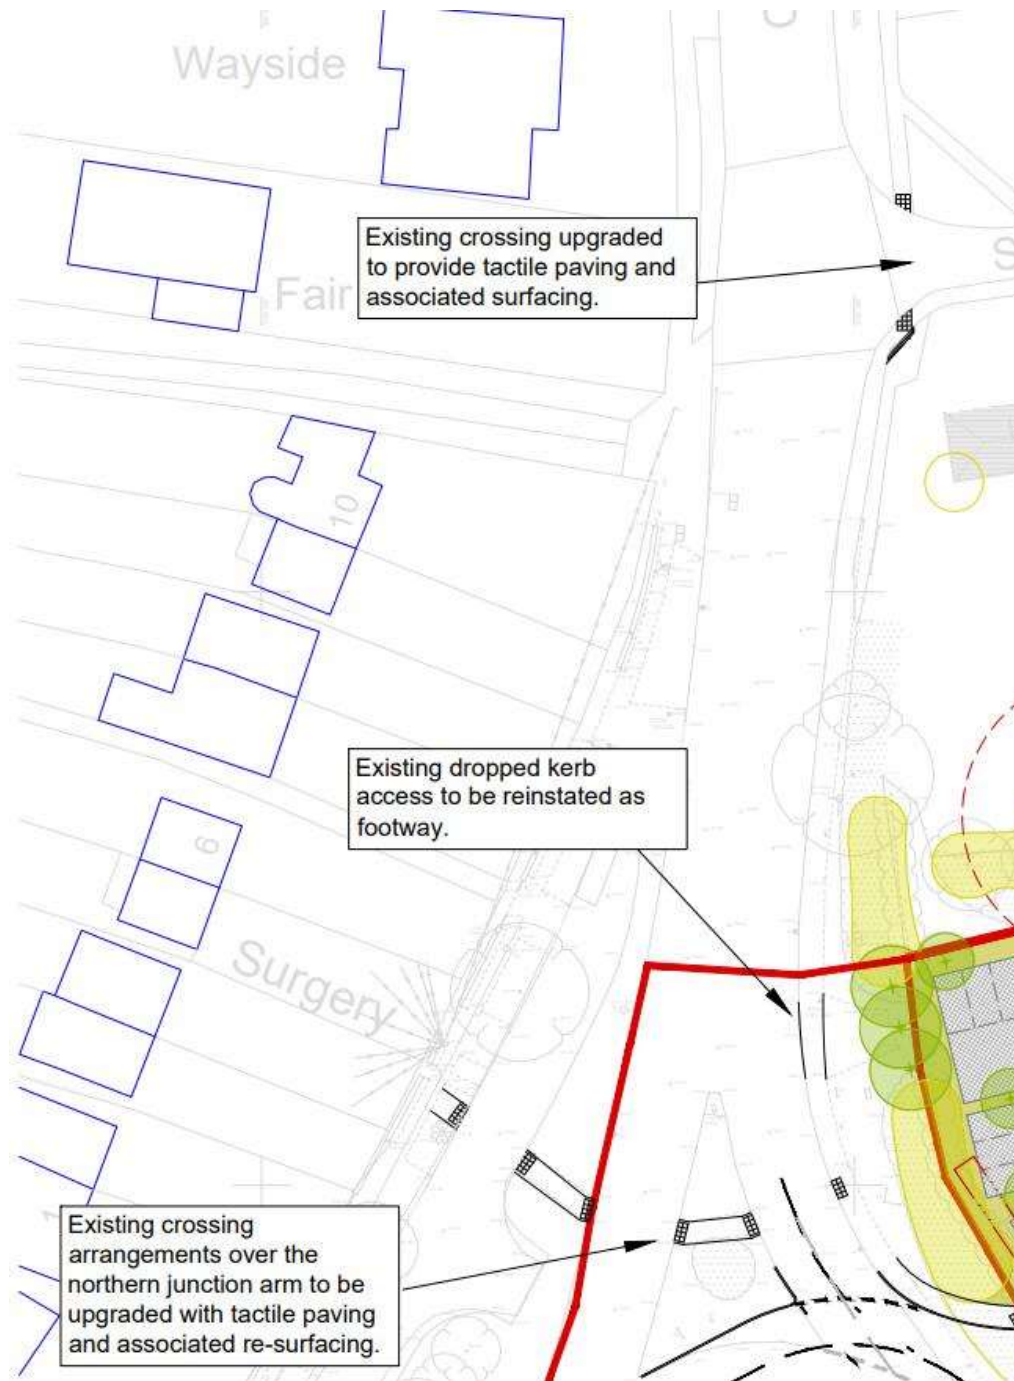 Wayside
Existing crossing upgraded
to provide tactile paving and
associated surfacing.
Fair
S
10
Existing dropped kerb
access to be reinstated as
footway.
6
Surgery
1
Existing crossing
arrangements over the
northern junction arm to be
upgraded with tactile paving
and associated re-surfacing.